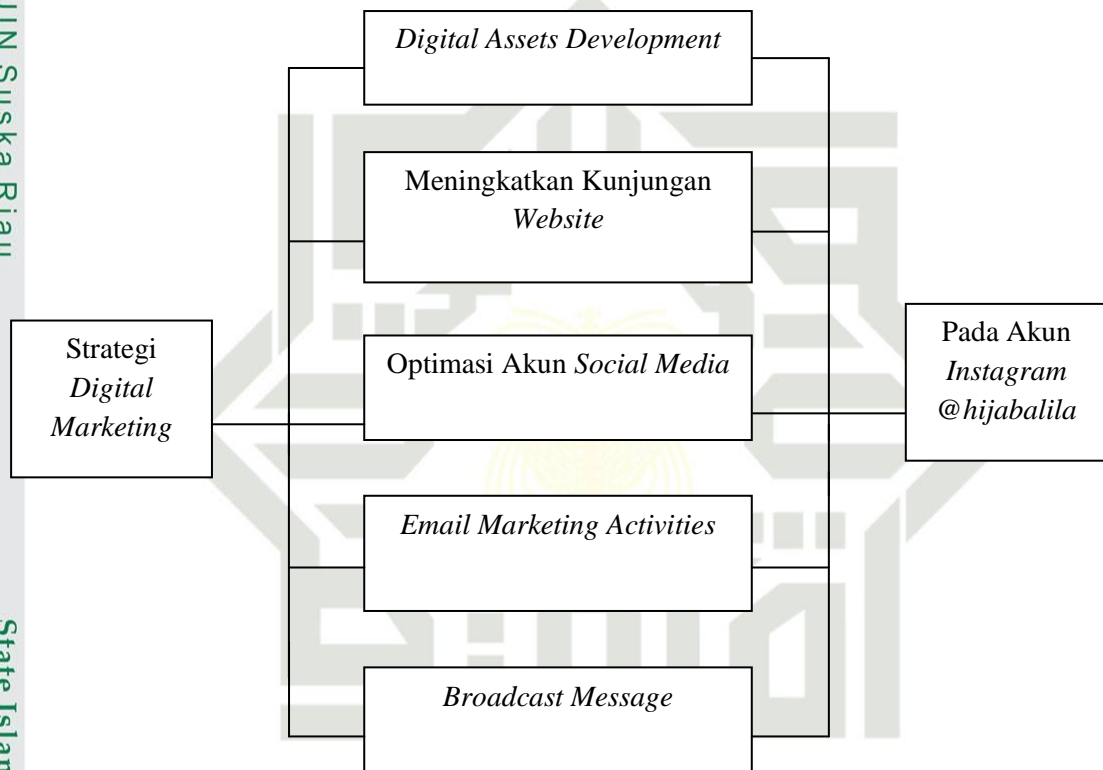 UIN Suska Riau
State Islam
Digital Assets Development
Meningkatkan Kunjungan
Website
Strategi
Digital
Marketing
Optimasi Akun Social Media
Pada Akun
Instagram
@hijabalila
Email Marketing Activities
Broadcast Message